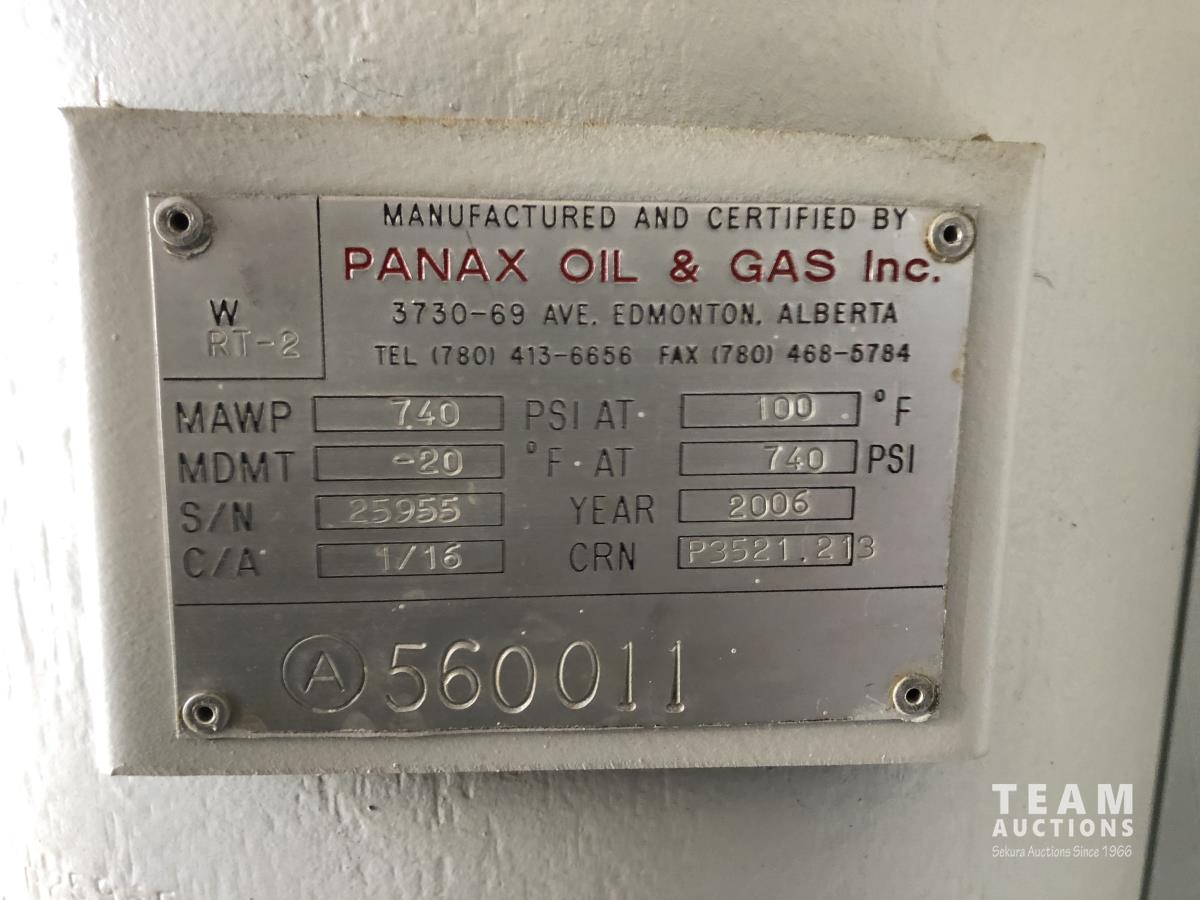 MANUFACTURED AND CERTIFIED BY
PANAX OIL & GAS Inc.
3730-69 AVE. EDMONTON, ALBERTA
TEL (780) 413-6656 FAX (780) 468-5784
W
RT-2
MAWP 740 PSI AT 100 °F
MDMT -20 °F AT 740 PSI
S/N 25955 YEAR 2006
C/A 1/16 CRN P3521.213
A 560011
TEAM
AUCTIONS
Sekura Auctions Since 1966